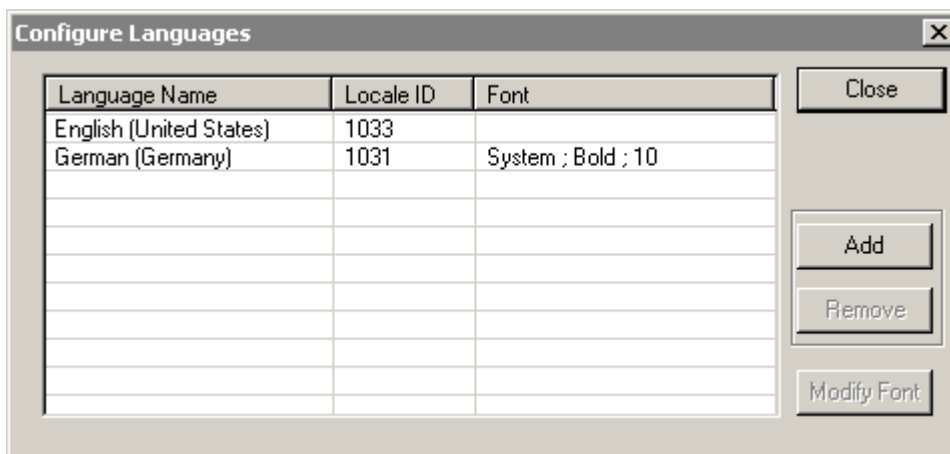 Configure Languages
Language Name Locale ID Font
English (United States) 1033
German (Germany) 1031 System ; Bold ; 10
Close
Add
Remove
Modify Font